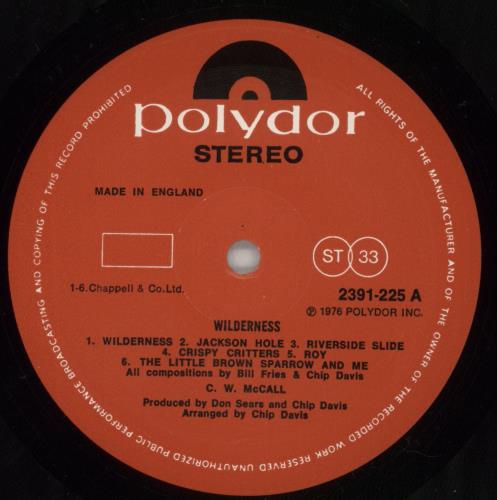 polydor
STEREO
MADE IN ENGLAND
ST 33
1-6. Chappell & Co. Ltd.
2391-225 A
℗ 1976 POLYDOR INC.
WILDERNESS
1. WILDERNESS 2. JACKSON HOLE 3. RIVERSIDE SLIDE
4. CRISPY CRITTERS 5. ROY
6. THE LITTLE BROWN SPARROW AND ME
All compositions by Bill Fries & Chip Davis
C. W. McCALL
Produced by Don Sears and Chip Davis
Arranged by Chip Davis
ALL RIGHTS OF THE MANUFACTURER AND OF THE OWNER OF THE RECORDED WORK RESERVED UNAUTHORIZED PUBLIC PERFORMANCE BROADCASTING AND COPYING OF THIS RECORD PROHIBITED